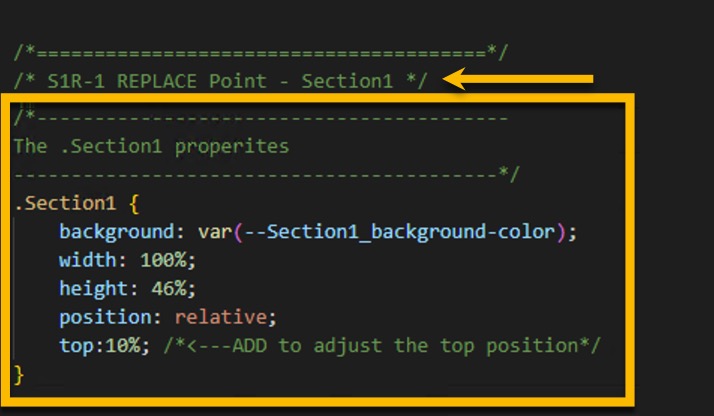 /*=======================================*/
/* S1R-1 REPLACE Point - Section1 */
/*-----------------------------------------
The .Section1 properites
------------------------------------------*/
.Section1 {
background: var(--Section1_background-color);
width: 100%;
height: 46%;
position: relative;
top:10%; /*<---ADD to adjust the top position*/
}